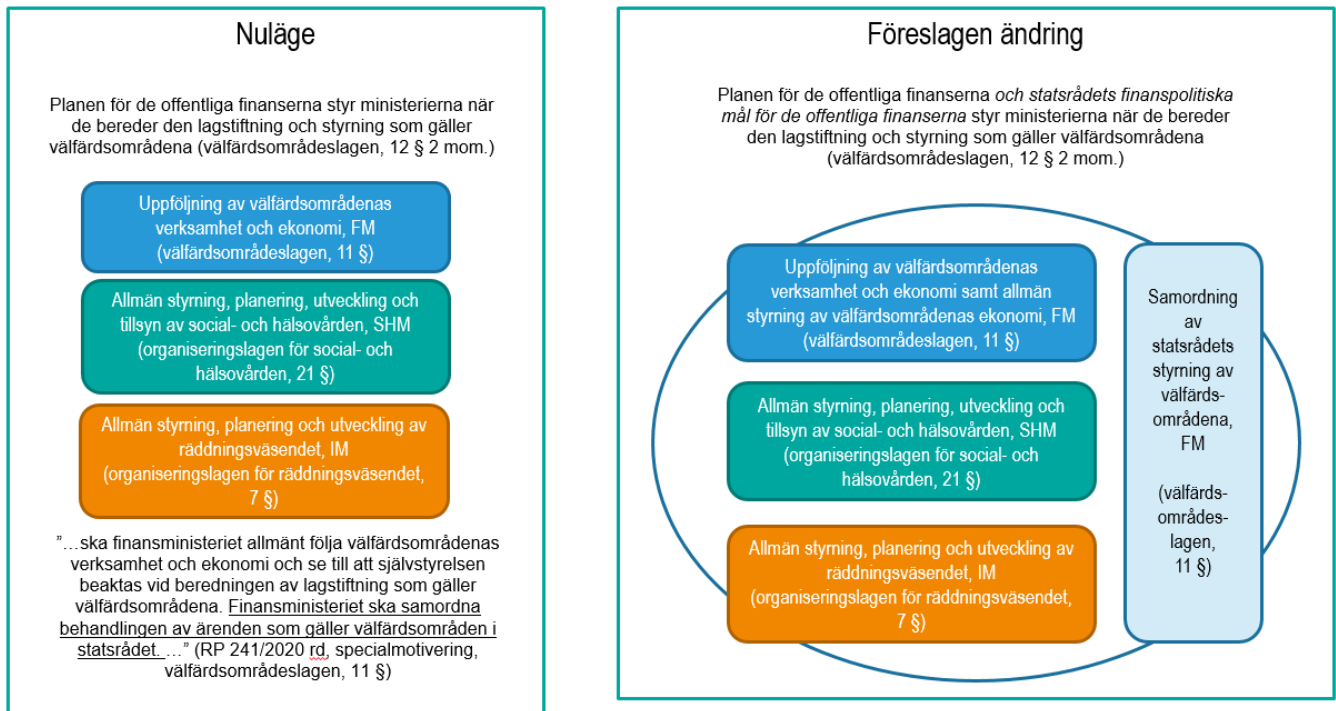 Nuläge
Planen för de offentliga finanserna styr ministerierna när
de bereder den lagstiftning och styrning som gäller
välfärdsområdena (välfärdsområdeslagen, 12 § 2 mom.)
Uppföljning av välfärdsområdenas
verksamhet och ekonomi, FM
(välfärdsområdeslagen, 11 §)
Allmän styrning, planering, utveckling och
tillsyn av social- och hälsovården, SHM
(organiseringslagen för social- och
hälsovården, 21 §)
Allmän styrning, planering och utveckling av
räddningsväsendet, IM
(organiseringslagen för räddningsväsendet,
7 §)
”…ska finansministeriet allmänt följa välfärdsområdenas
verksamhet och ekonomi och se till att självstyrelsen
beaktas vid beredningen av lagstiftning som gäller
välfärdsområdena. Finansministeriet ska samordna
behandlingen av ärenden som gäller välfärdsområden i
statsrådet. …” (RP 241/2020 rd, specialmotivering,
välfärdsområdeslagen, 11 §)
Föreslagen ändring
Planen för de offentliga finanserna och statsrådets finanspolitiska
mål för de offentliga finanserna styr ministerierna när de bereder
den lagstiftning och styrning som gäller välfärdsområdena
(välfärdsområdeslagen, 12 § 2 mom.)
Uppföljning av välfärdsområdenas
verksamhet och ekonomi samt allmän
styrning av välfärdsområdenas ekonomi, FM
(välfärdsområdeslagen, 11 §)
Allmän styrning, planering, utveckling och
tillsyn av social- och hälsovården, SHM
(organiseringslagen för social- och
hälsovården, 21 §)
Allmän styrning, planering och utveckling av
räddningsväsendet, IM
(organiseringslagen för räddningsväsendet,
7 §)
Samordning
av
statsrådets
styrning av
välfärds-
områdena,
FM
(välfärds-
områdes-
lagen,
11 §)